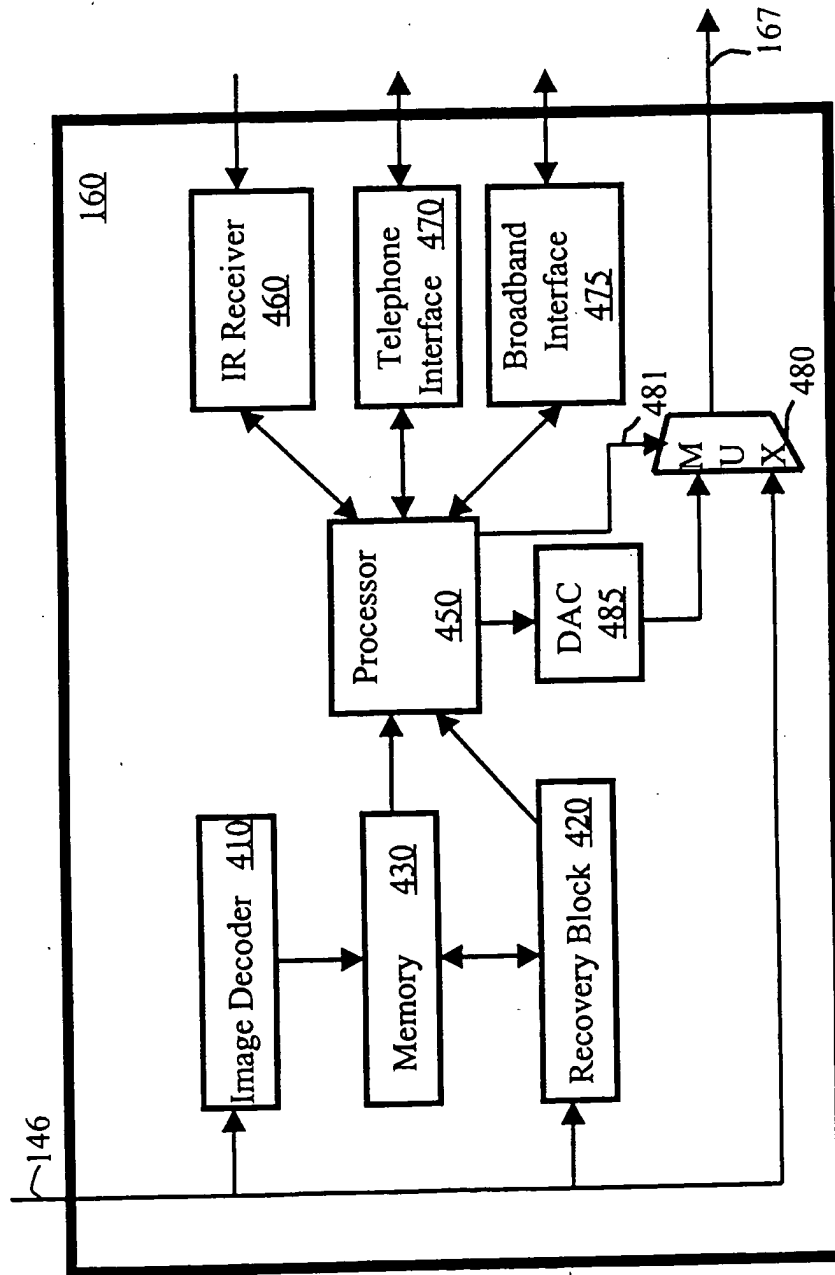 146
160
Image Decoder 410
Memory 430
Recovery Block 420
Processor
450
DAC
485
IR Receiver
460
Telephone
Interface 470
Broadband
Interface
475
481
M
U
X
480
167